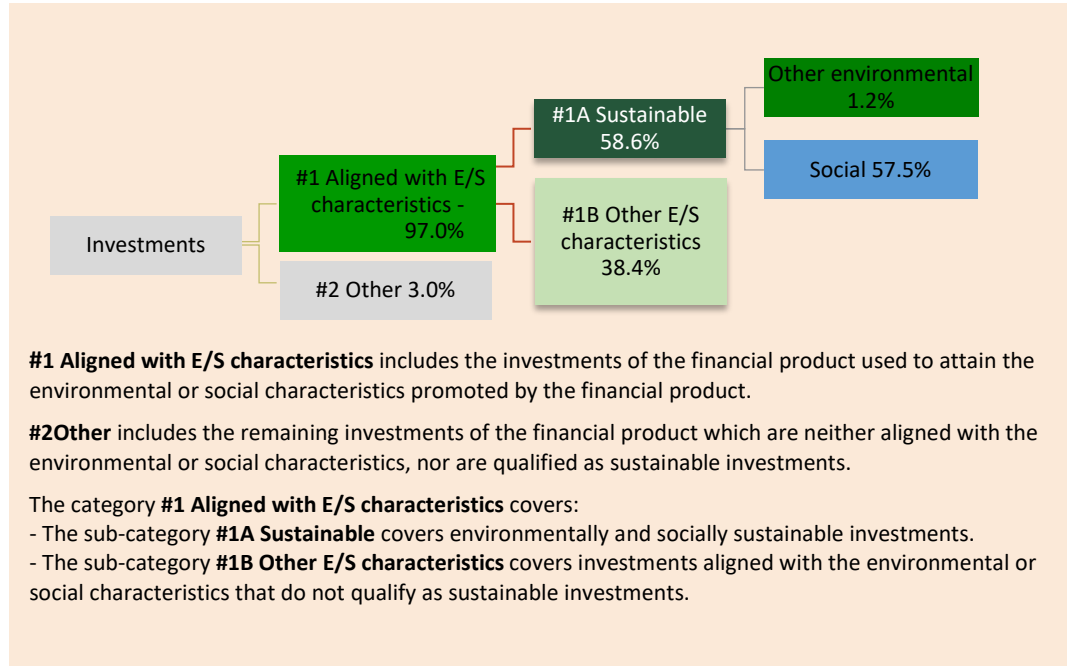 Investments
#1 Aligned with E/S
characteristics -
97.0%
#2 Other 3.0%
#1A Sustainable
58.6%
#1B Other E/S
characteristics
38.4%
Other environmental
1.2%
Social 57.5%
#1 Aligned with E/S characteristics includes the investments of the financial product used to attain the
environmental or social characteristics promoted by the financial product.
#2Other includes the remaining investments of the financial product which are neither aligned with the
environmental or social characteristics, nor are qualified as sustainable investments.
The category #1 Aligned with E/S characteristics covers:
- The sub-category #1A Sustainable covers environmentally and socially sustainable investments.
- The sub-category #1B Other E/S characteristics covers investments aligned with the environmental or
social characteristics that do not qualify as sustainable investments.